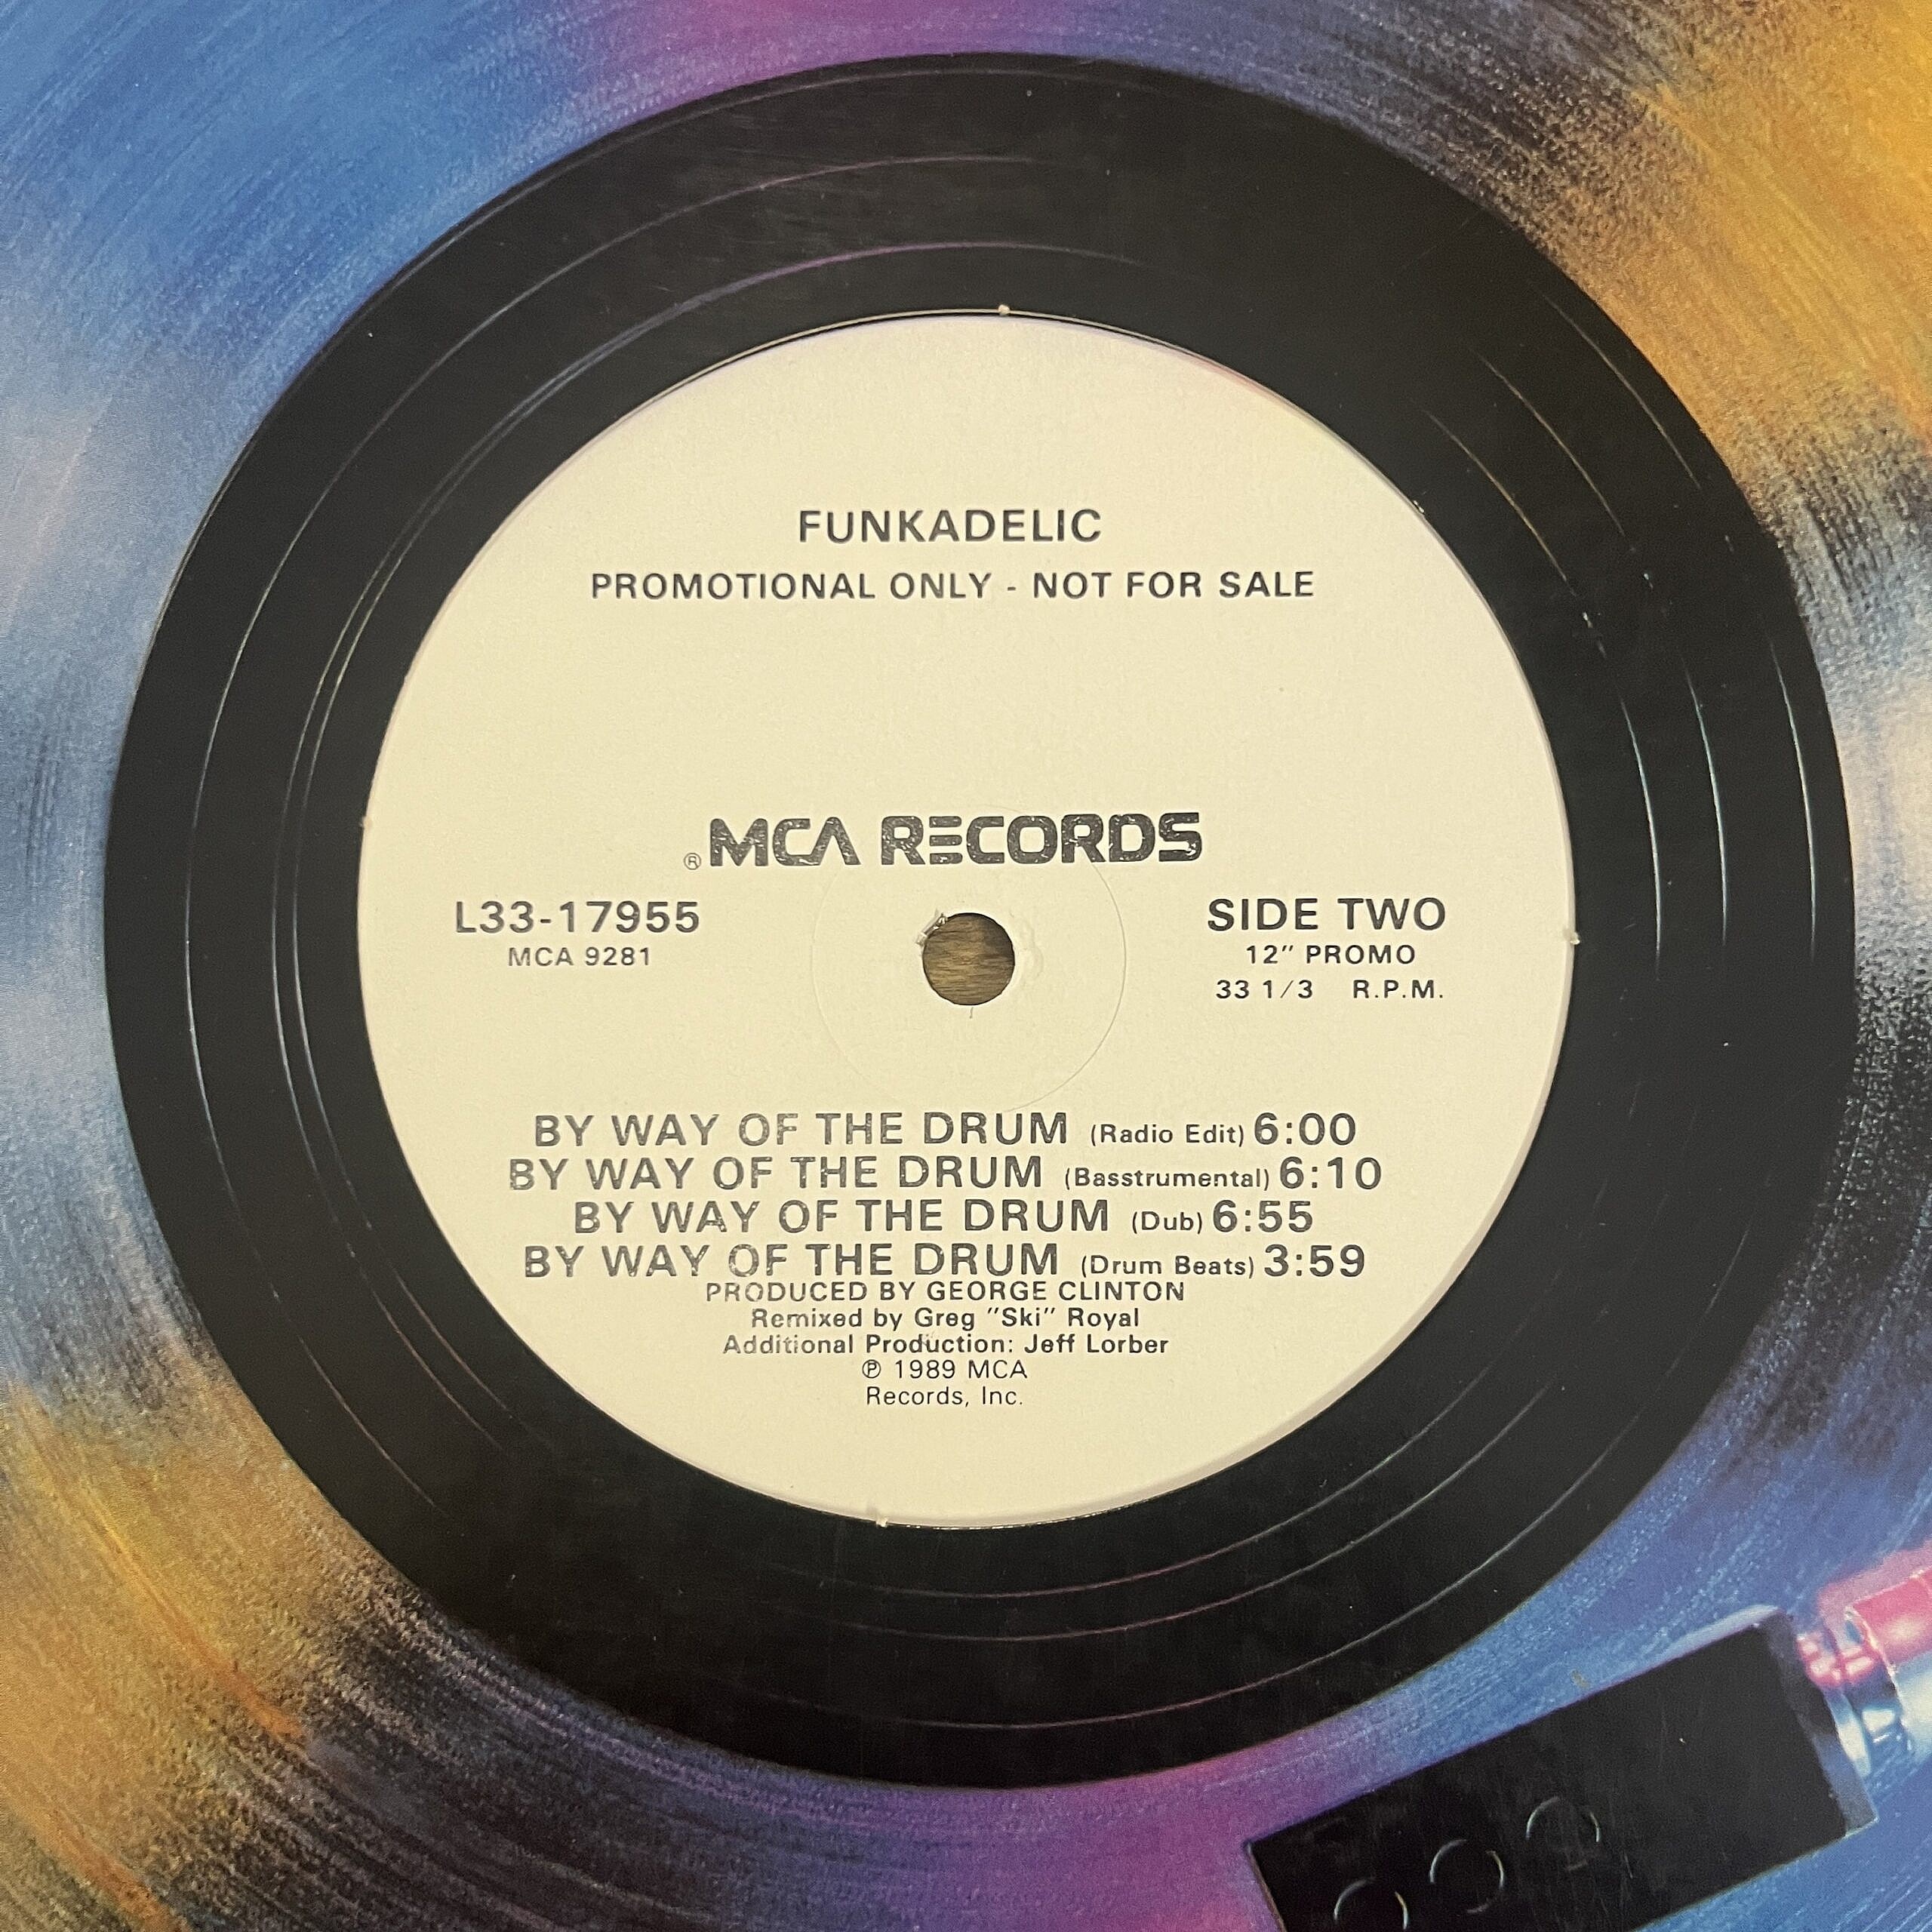 FUNKADELIC
PROMOTIONAL ONLY - NOT FOR SALE
® MCA RECORDS
L33-17955
MCA 9281
SIDE TWO
12" PROMO
33 1/3 R.P.M.
BY WAY OF THE DRUM (Radio Edit) 6:00
BY WAY OF THE DRUM (Basstrumental) 6:10
BY WAY OF THE DRUM (Dub) 6:55
BY WAY OF THE DRUM (Drum Beats) 3:59
PRODUCED BY GEORGE CLINTON
Remixed by Greg "Ski" Royal
Additional Production: Jeff Lorber
℗ 1989 MCA
Records, Inc.